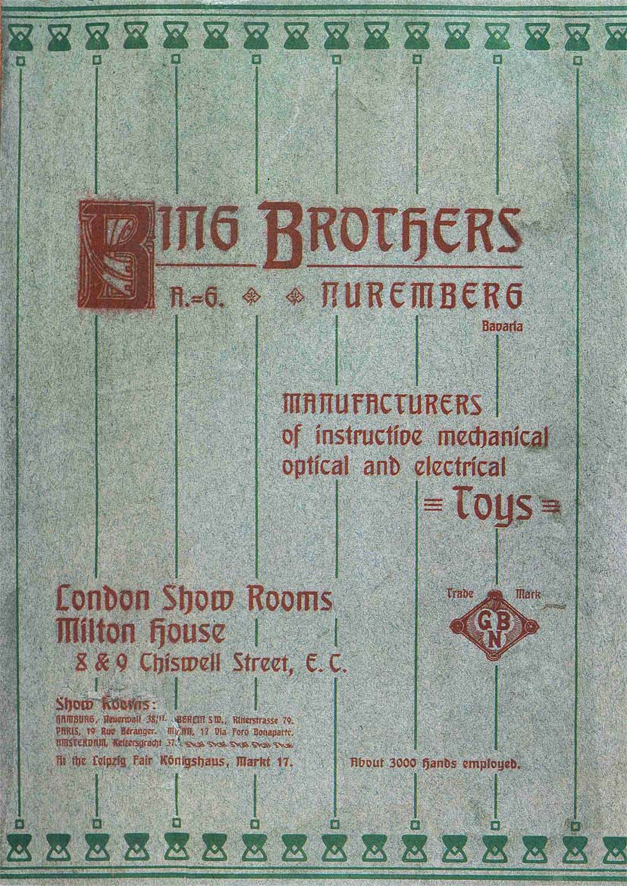 BING BROTHERS
A.=G. NUREMBERG
Bavaria
MANUFACTURERS
of instructive mechanical
optical and electrical
Toys
London Show Rooms
Milton House
8 & 9 Chiswell Street, E. C.
Trade Mark
GBN
Show Rooms:
HAMBURG, Neuerwall BERLIN S.W., Ritterstrasse 79.
PARIS, 19 Rue Béranger. MILAN, 17 Via Foro Bonaparte.
AMSTERDAM, Keizersgracht 37.
At the Leipzig Fair Königshaus, Markt 17.
About 3000 Hands employed.